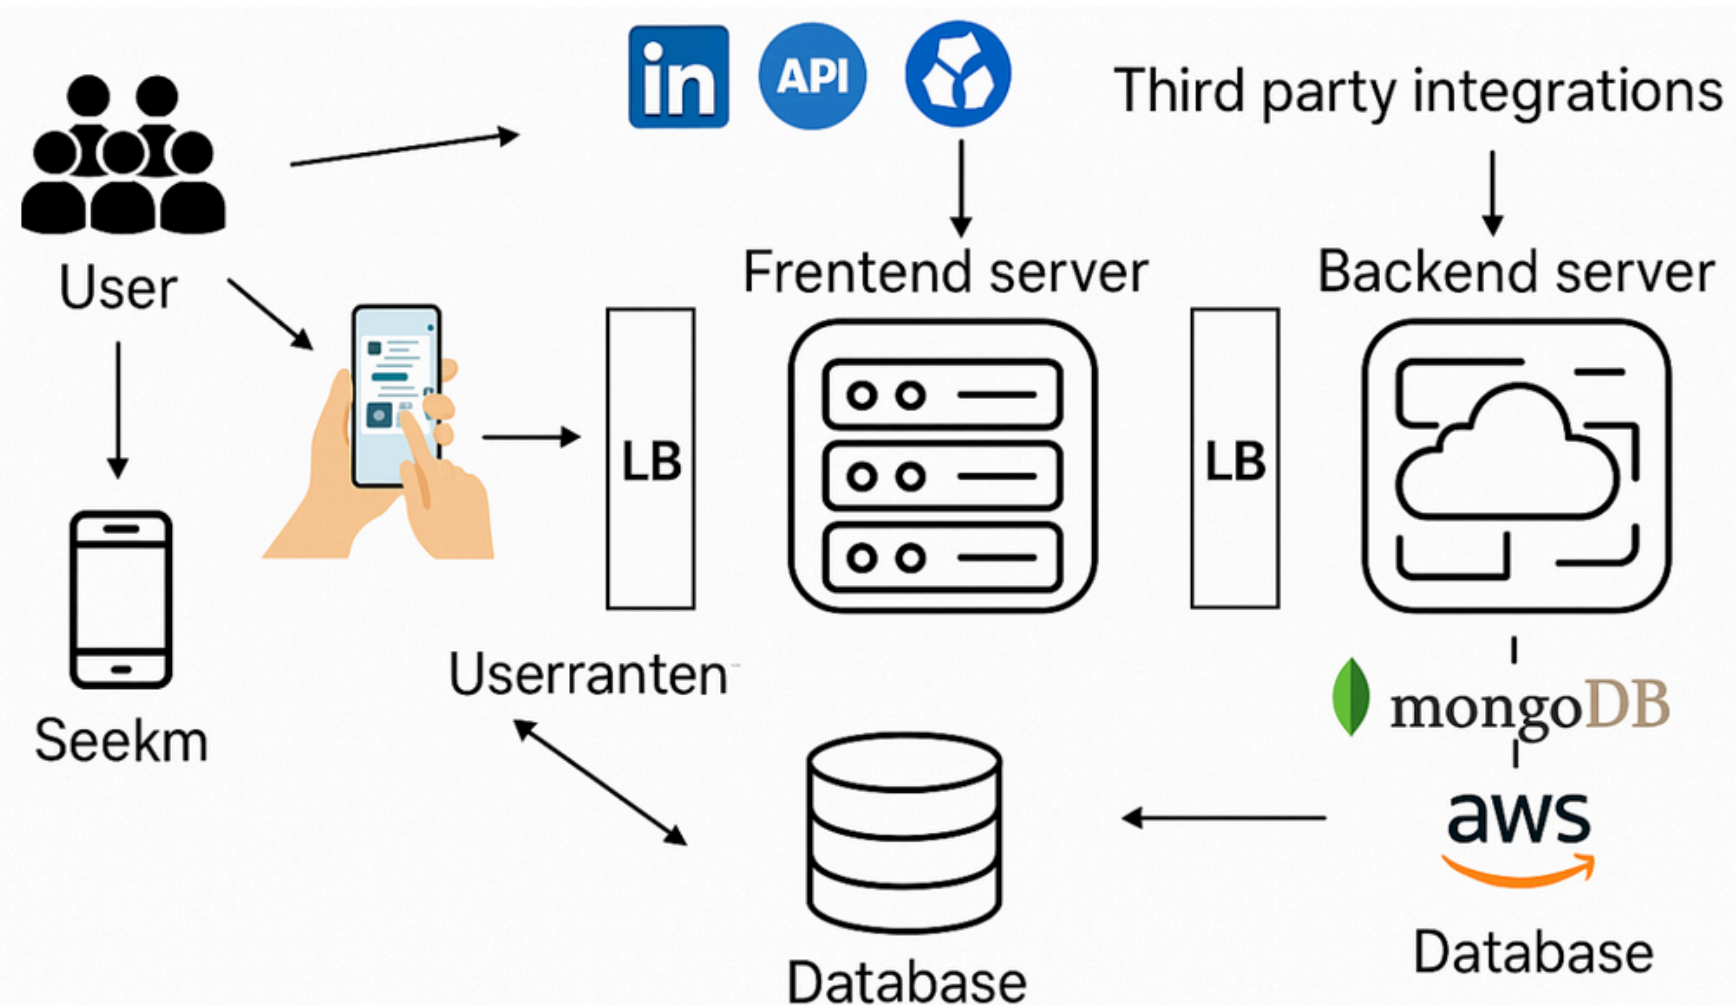 in
API
Third party integrations
User
Frentend server
Backend server
LB
LB
Userranten
Seekm
mongoDB
aws
Database
Database